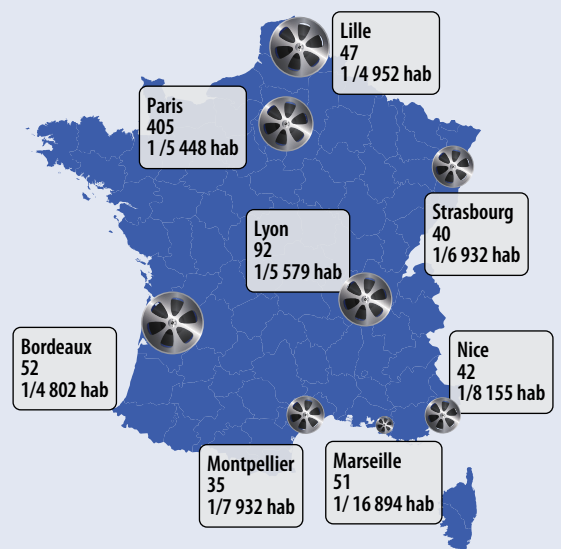 Lille
47
1 /4 952 hab
Paris
405
1 /5 448 hab
Strasbourg
40
1/6 932 hab
Lyon
92
1/5 579 hab
Bordeaux
52
1/4 802 hab
Nice
42
1/8 155 hab
Montpellier
35
1/7 932 hab
Marseille
51
1/ 16 894 hab